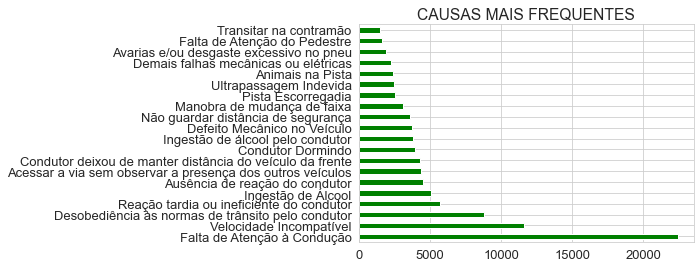 CAUSAS MAIS FREQUENTES
Transitar na contramão
Falta de Atenção do Pedestre
Avarias e/ou desgaste excessivo no pneu
Demais falhas mecânicas ou elétricas
Animais na Pista
Ultrapassagem Indevida
Pista Escorregadia
Manobra de mudança de faixa
Não guardar distância de segurança
Defeito Mecânico no Veículo
Ingestão de álcool pelo condutor
Condutor Dormindo
Condutor deixou de manter distância do veículo da frente
Acessar a via sem observar a presença dos outros veículos
Ausência de reação do condutor
Ingestão de Álcool
Reação tardia ou ineficiente do condutor
Desobediência às normas de trânsito pelo condutor
Velocidade Incompatível
Falta de Atenção à Condução
0 5000 10000 15000 20000